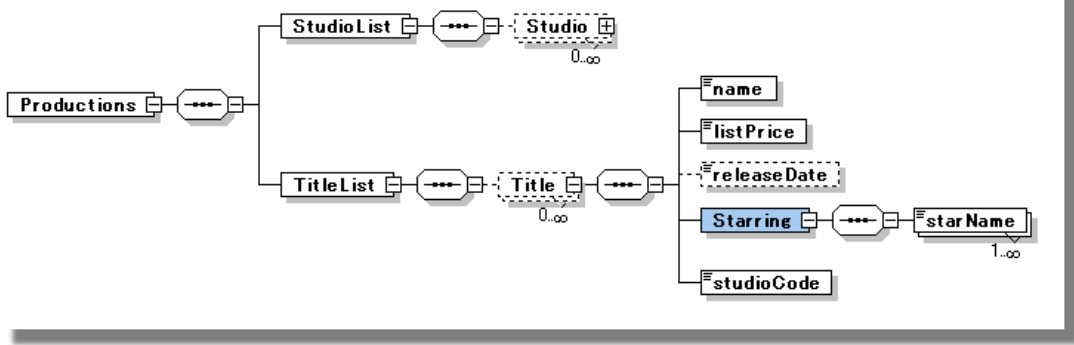 StudioList
Studio
0..∞
Productions
name
listPrice
releaseDate
TitleList
Title
0..∞
Starring
starName
1..∞
studioCode